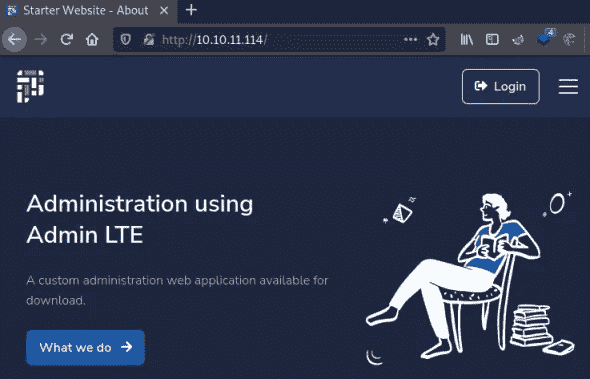 Starter Website - About
http://10.10.11.114/
4
Login
Administration using
Admin LTE
A custom administration web application available for
download.
What we do